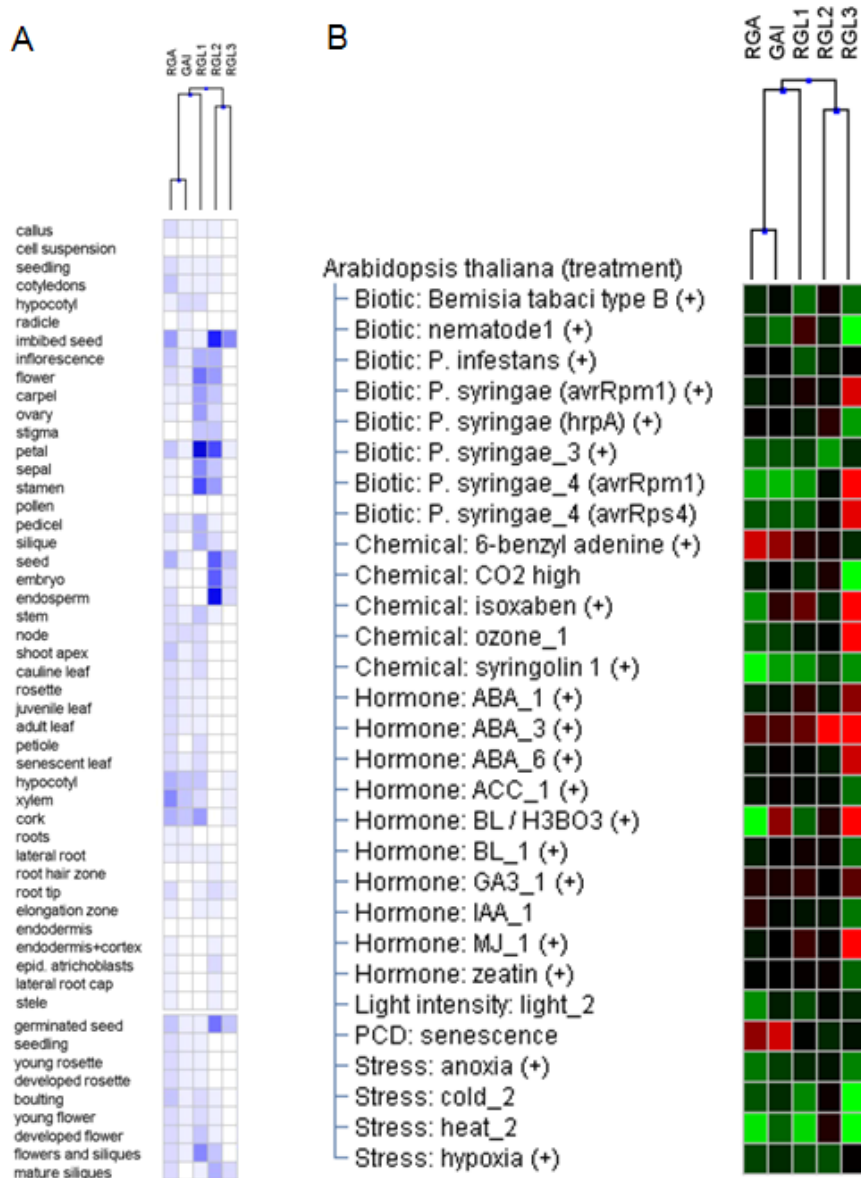 A
RGA
GAI
RGL1
RGL2
RGL3
callus
cell suspension
seedling
cotyledons
hypocotyl
radicle
imbibed seed
inflorescence
flower
carpel
ovary
stigma
petal
sepal
stamen
pollen
pedicel
silique
seed
embryo
endosperm
stem
node
shoot apex
cauline leaf
rosette
juvenile leaf
adult leaf
petiole
senescent leaf
hypocotyl
xylem
cork
roots
lateral root
root hair zone
root tip
elongation zone
endodermis
endodermis+cortex
epid. atrichoblasts
lateral root cap
stele
germinated seed
seedling
young rosette
developed rosette
boulting
young flower
developed flower
flowers and siliques
mature siliques
B
RGA
GAI
RGL1
RGL2
RGL3
Arabidopsis thaliana (treatment)
Biotic: Bemisia tabaci type B (+)
Biotic: nematode1 (+)
Biotic: P. infestans (+)
Biotic: P. syringae (avrRpm1) (+)
Biotic: P. syringae (hrpA) (+)
Biotic: P. syringae_3 (+)
Biotic: P. syringae_4 (avrRpm1)
Biotic: P. syringae_4 (avrRps4)
Chemical: 6-benzyl adenine (+)
Chemical: CO2 high
Chemical: isoxaben (+)
Chemical: ozone_1
Chemical: syringolin 1 (+)
Hormone: ABA_1 (+)
Hormone: ABA_3 (+)
Hormone: ABA_6 (+)
Hormone: ACC_1 (+)
Hormone: BL / H3BO3 (+)
Hormone: BL_1 (+)
Hormone: GA3_1 (+)
Hormone: IAA_1
Hormone: MJ_1 (+)
Hormone: zeatin (+)
Light intensity: light_2
PCD: senescence
Stress: anoxia (+)
Stress: cold_2
Stress: heat_2
Stress: hypoxia (+)